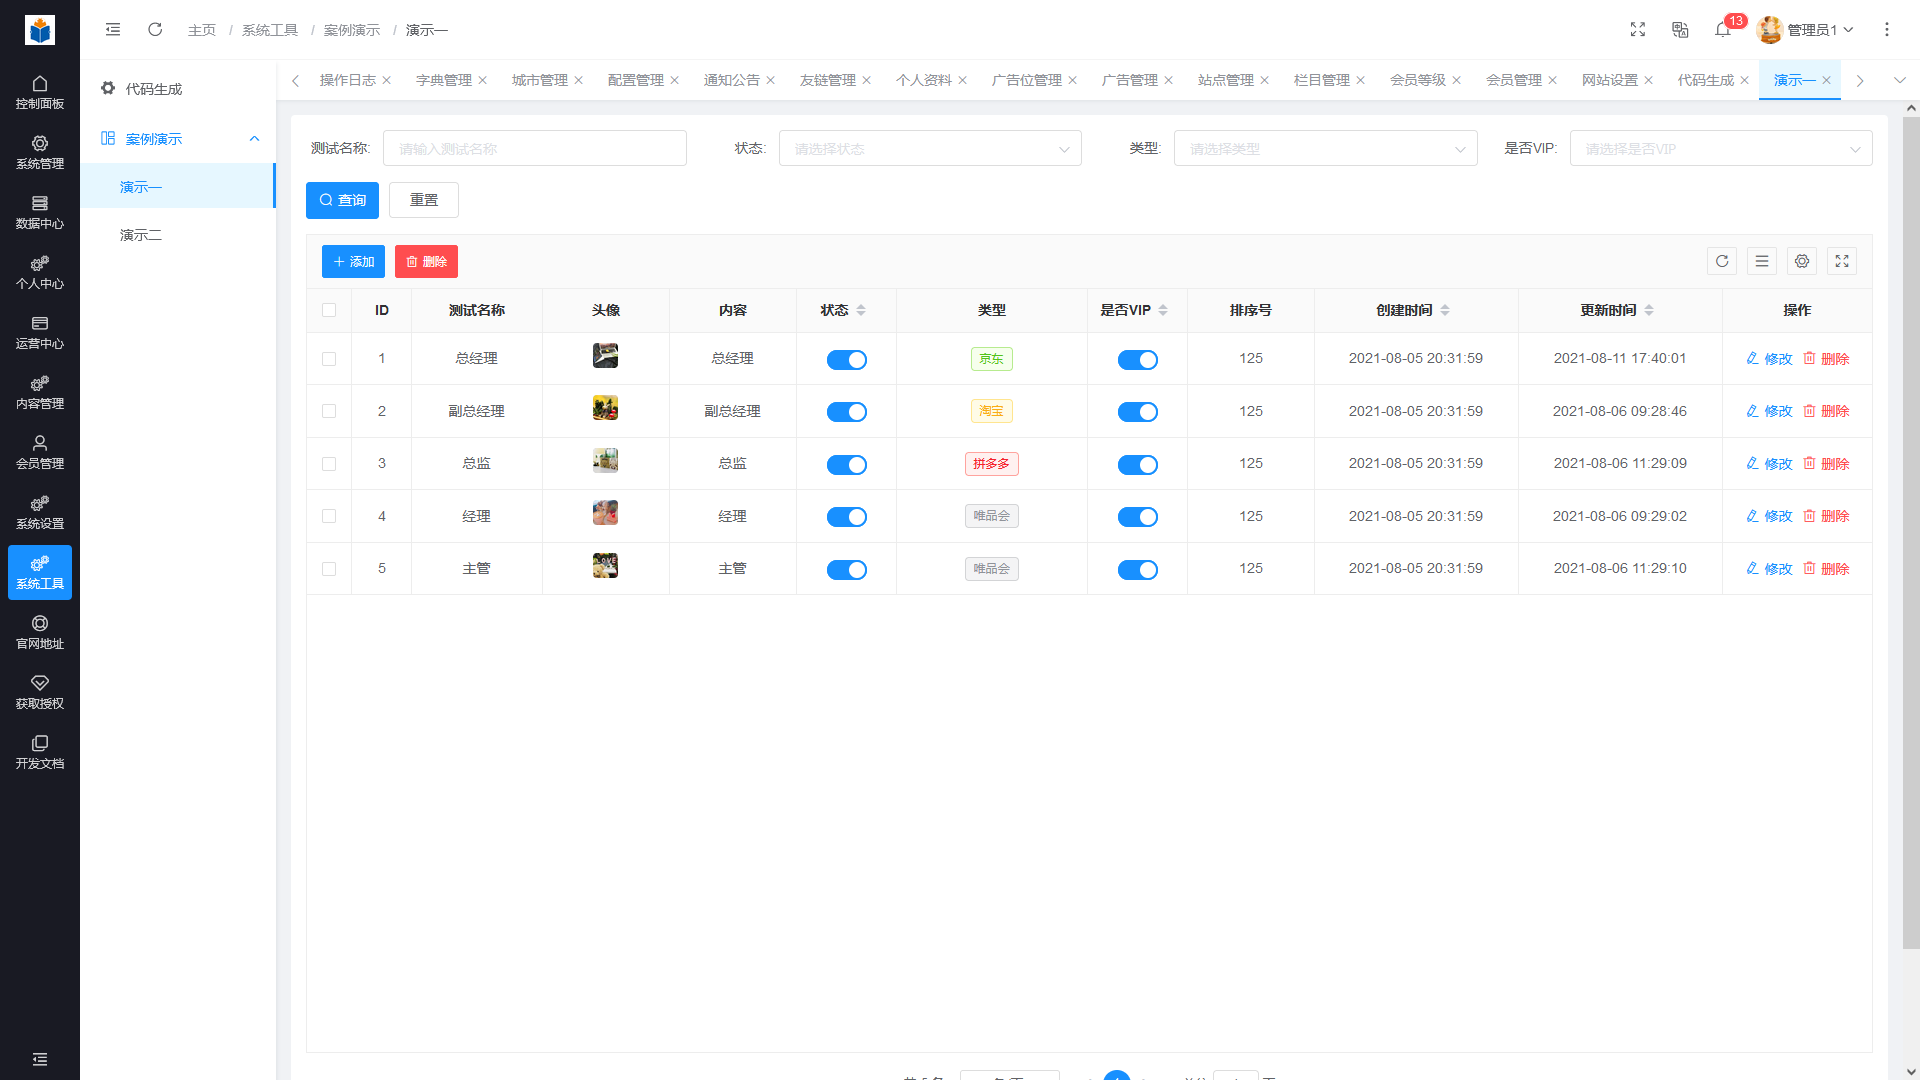 主页 / 系统工具 / 案例演示 / 演示一
13
管理员1
控制面板
系统管理
数据中心
个人中心
运营中心
内容管理
会员管理
系统设置
系统工具
官网地址
获取授权
开发文档
代码生成
案例演示
演示一
演示二
操作日志 字典管理 城市管理 配置管理 通知公告 友链管理 个人资料 广告位管理 广告管理 站点管理 栏目管理 会员等级 会员管理 网站设置 代码生成 演示一
测试名称: 请输入测试名称 状态: 请选择状态 类型: 请选择类型 是否VIP: 请选择是否VIP
查询 重置
添加 删除
ID 测试名称 头像 内容 状态 类型 是否VIP 排序号 创建时间 更新时间 操作
1 总经理 总经理 京东 125 2021-08-05 20:31:59 2021-08-11 17:40:01 修改 删除
2 副总经理 副总经理 淘宝 125 2021-08-05 20:31:59 2021-08-06 09:28:46 修改 删除
3 总监 总监 拼多多 125 2021-08-05 20:31:59 2021-08-06 11:29:09 修改 删除
4 经理 经理 唯品会 125 2021-08-05 20:31:59 2021-08-06 09:29:02 修改 删除
5 主管 主管 唯品会 125 2021-08-05 20:31:59 2021-08-06 11:29:10 修改 删除